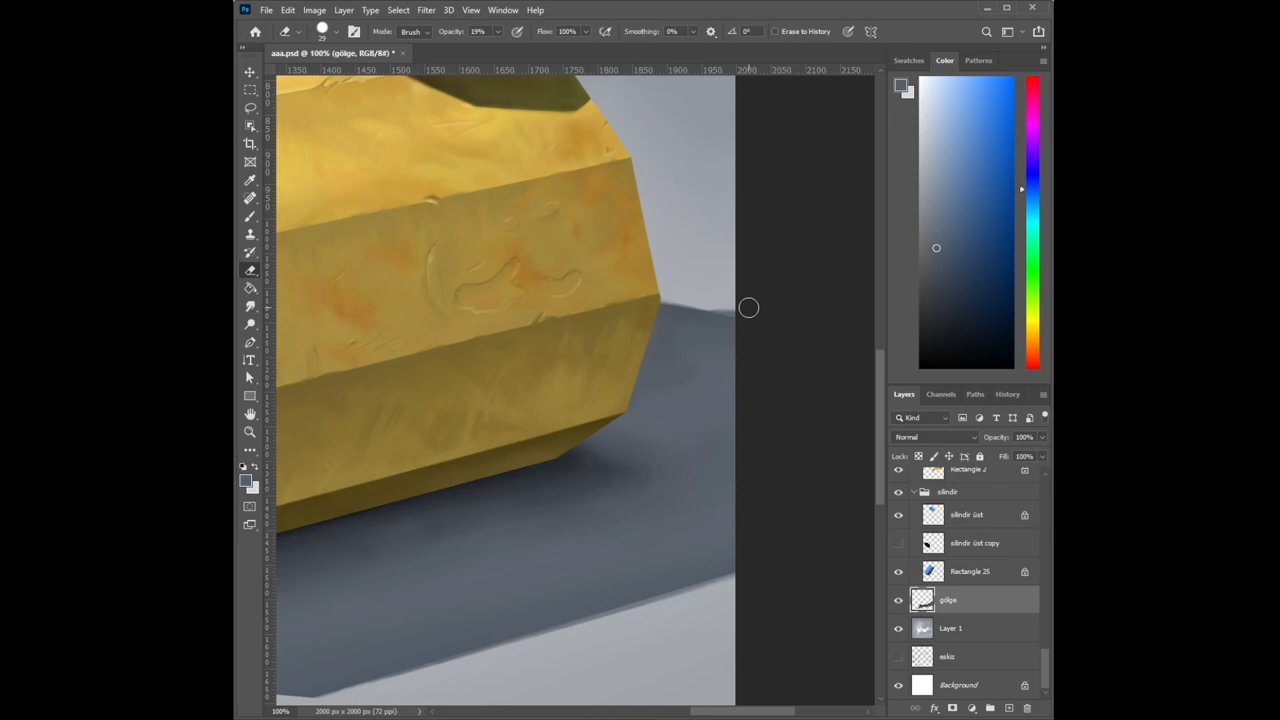 Ps File Edit Image Layer Type Select Filter 3D View Window Help
29 Mode: Brush Opacity: 19% Flow: 100% Smoothing: 0% 0° Erase to History
aaa.psd @ 100% (gölge, RGB/8#) * ×
1350 1400 1450 1500 1550 1600 1650 1700 1750 1800 1850 1900 1950 2000 2050 2100 2150
Swatches Color Patterns
Layers Channels Paths History
Kind
Normal Opacity: 100%
Lock: Fill: 100%
Rectangle 2
silindir
silindir üst
silindir üst copy
Rectangle 25
gölge
Layer 1
eskiz
Background
100% 2000 px x 2000 px (72 ppi)